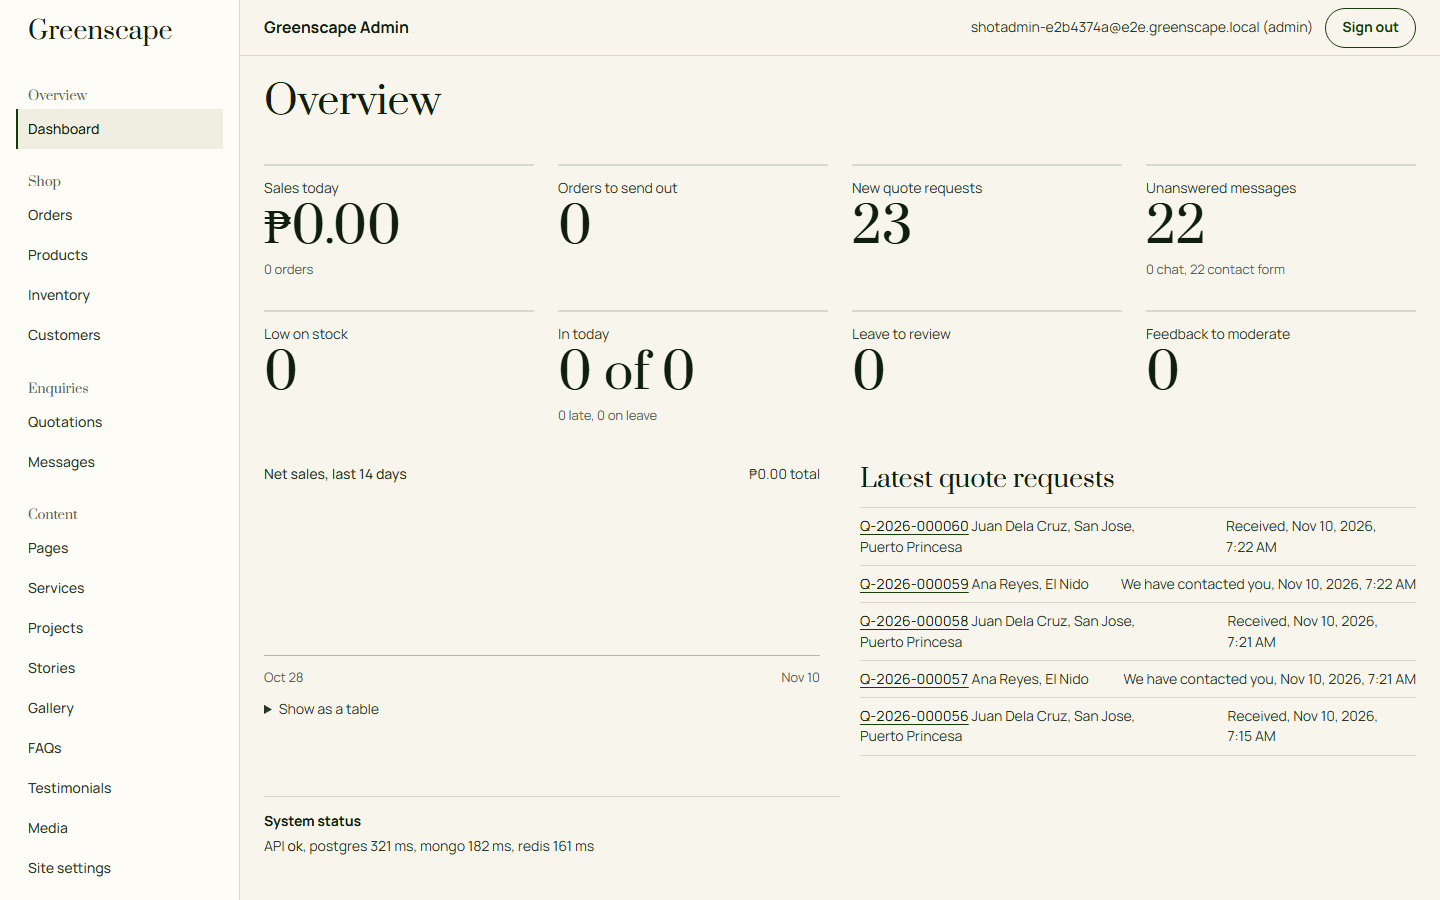 Greenscape
Overview
Dashboard
Shop
Orders
Products
Inventory
Customers
Enquiries
Quotations
Messages
Content
Pages
Services
Projects
Stories
Gallery
FAQs
Testimonials
Media
Site settings
Greenscape Admin
shotadmin-e2b4374a@e2e.greenscape.local (admin)
Sign out
Overview
Sales today
₱0.00
0 orders
Orders to send out
0
New quote requests
23
Unanswered messages
22
0 chat, 22 contact form
Low on stock
0
In today
0 of 0
0 late, 0 on leave
Leave to review
0
Feedback to moderate
0
Net sales, last 14 days
₱0.00 total
Oct 28
Nov 10
Show as a table
Latest quote requests
Q-2026-000060 Juan Dela Cruz, San Jose,
Puerto Princesa
Received, Nov 10, 2026,
7:22 AM
Q-2026-000059 Ana Reyes, El Nido
We have contacted you, Nov 10, 2026, 7:22 AM
Q-2026-000058 Juan Dela Cruz, San Jose,
Puerto Princesa
Received, Nov 10, 2026,
7:21 AM
Q-2026-000057 Ana Reyes, El Nido
We have contacted you, Nov 10, 2026, 7:21 AM
Q-2026-000056 Juan Dela Cruz, San Jose,
Puerto Princesa
Received, Nov 10, 2026,
7:15 AM
System status
API ok, postgres 321 ms, mongo 182 ms, redis 161 ms